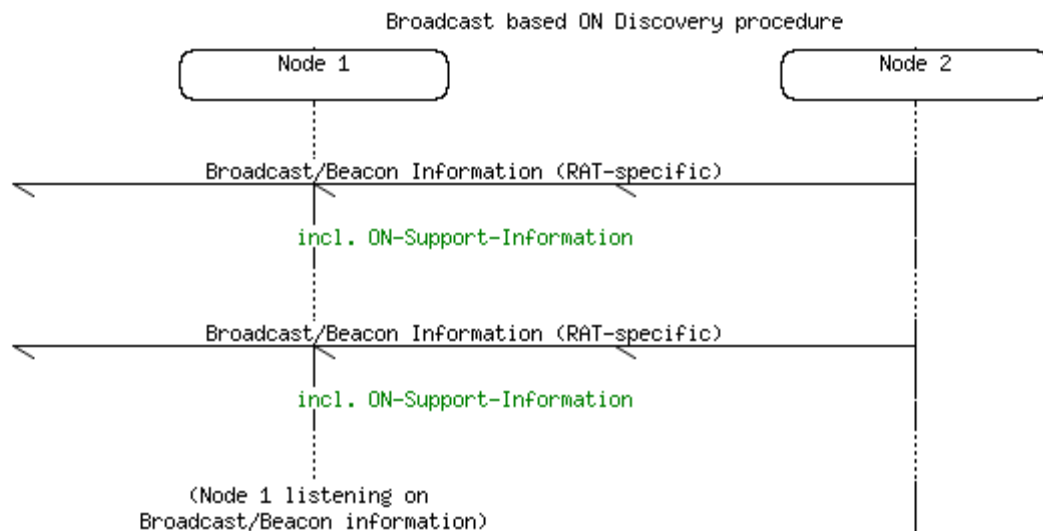 Broadcast based ON Discovery procedure
Node 1
Node 2
Broadcast/Beacon Information (RAT-specific)
incl. ON-Support-Information
Broadcast/Beacon Information (RAT-specific)
incl. ON-Support-Information
(Node 1 listening on
Broadcast/Beacon information)